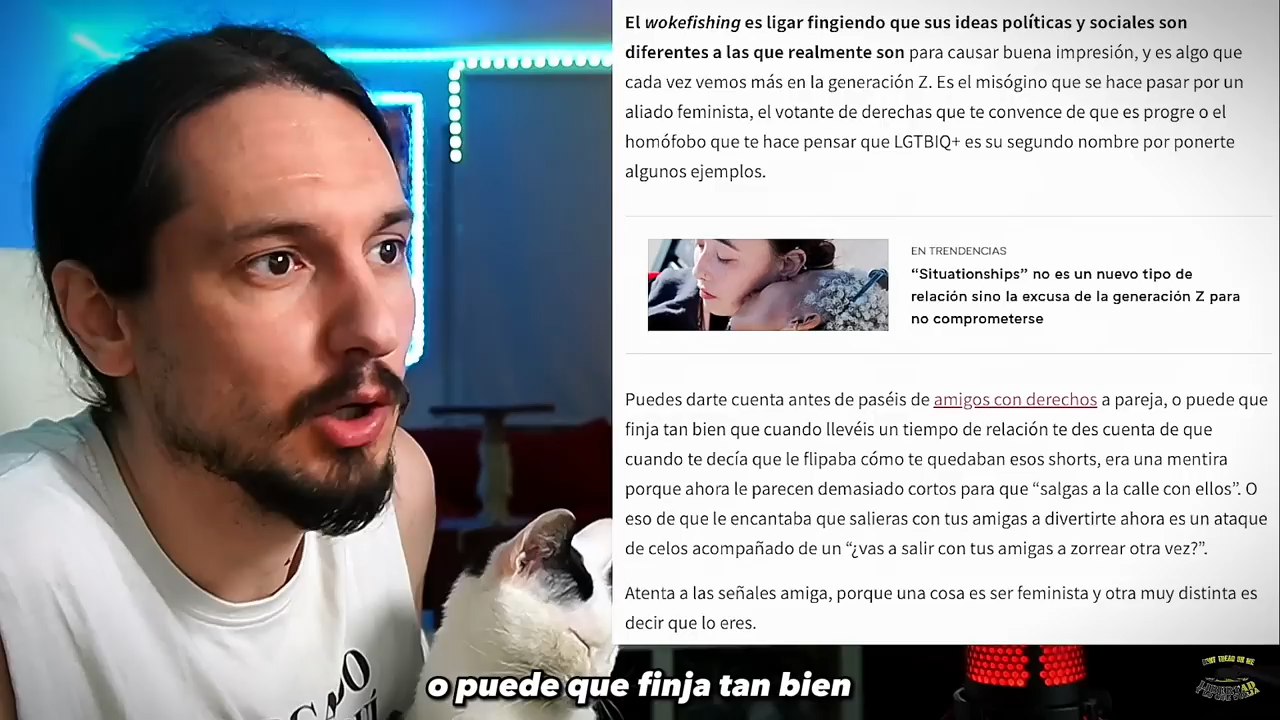 El wokefishing es ligar fingiendo que sus ideas políticas y sociales son
diferentes a las que realmente son para causar buena impresión, y es algo que
cada vez vemos más en la generación Z. Es el misógino que se hace pasar por un
aliado feminista, el votante de derechas que te convence de que es progre o el
homófobo que te hace pensar que LGTBIQ+ es su segundo nombre por ponerte
algunos ejemplos.
EN TRENDENCIAS
“Situationships” no es un nuevo tipo de
relación sino la excusa de la generación Z para
no comprometerse
Puedes darte cuenta antes de paséis de amigos con derechos a pareja, o puede que
finja tan bien que cuando llevéis un tiempo de relación te des cuenta de que
cuando te decía que le flipaba cómo te quedaban esos shorts, era una mentira
porque ahora le parecen demasiado cortos para que “salgas a la calle con ellos”. O
eso de que le encantaba que salieras con tus amigas a divertirte ahora es un ataque
de celos acompañado de un “¿vas a salir con tus amigas a zorrear otra vez?”.
Atenta a las señales amiga, porque una cosa es ser feminista y otra muy distinta es
decir que lo eres.
o puede que finja tan bien